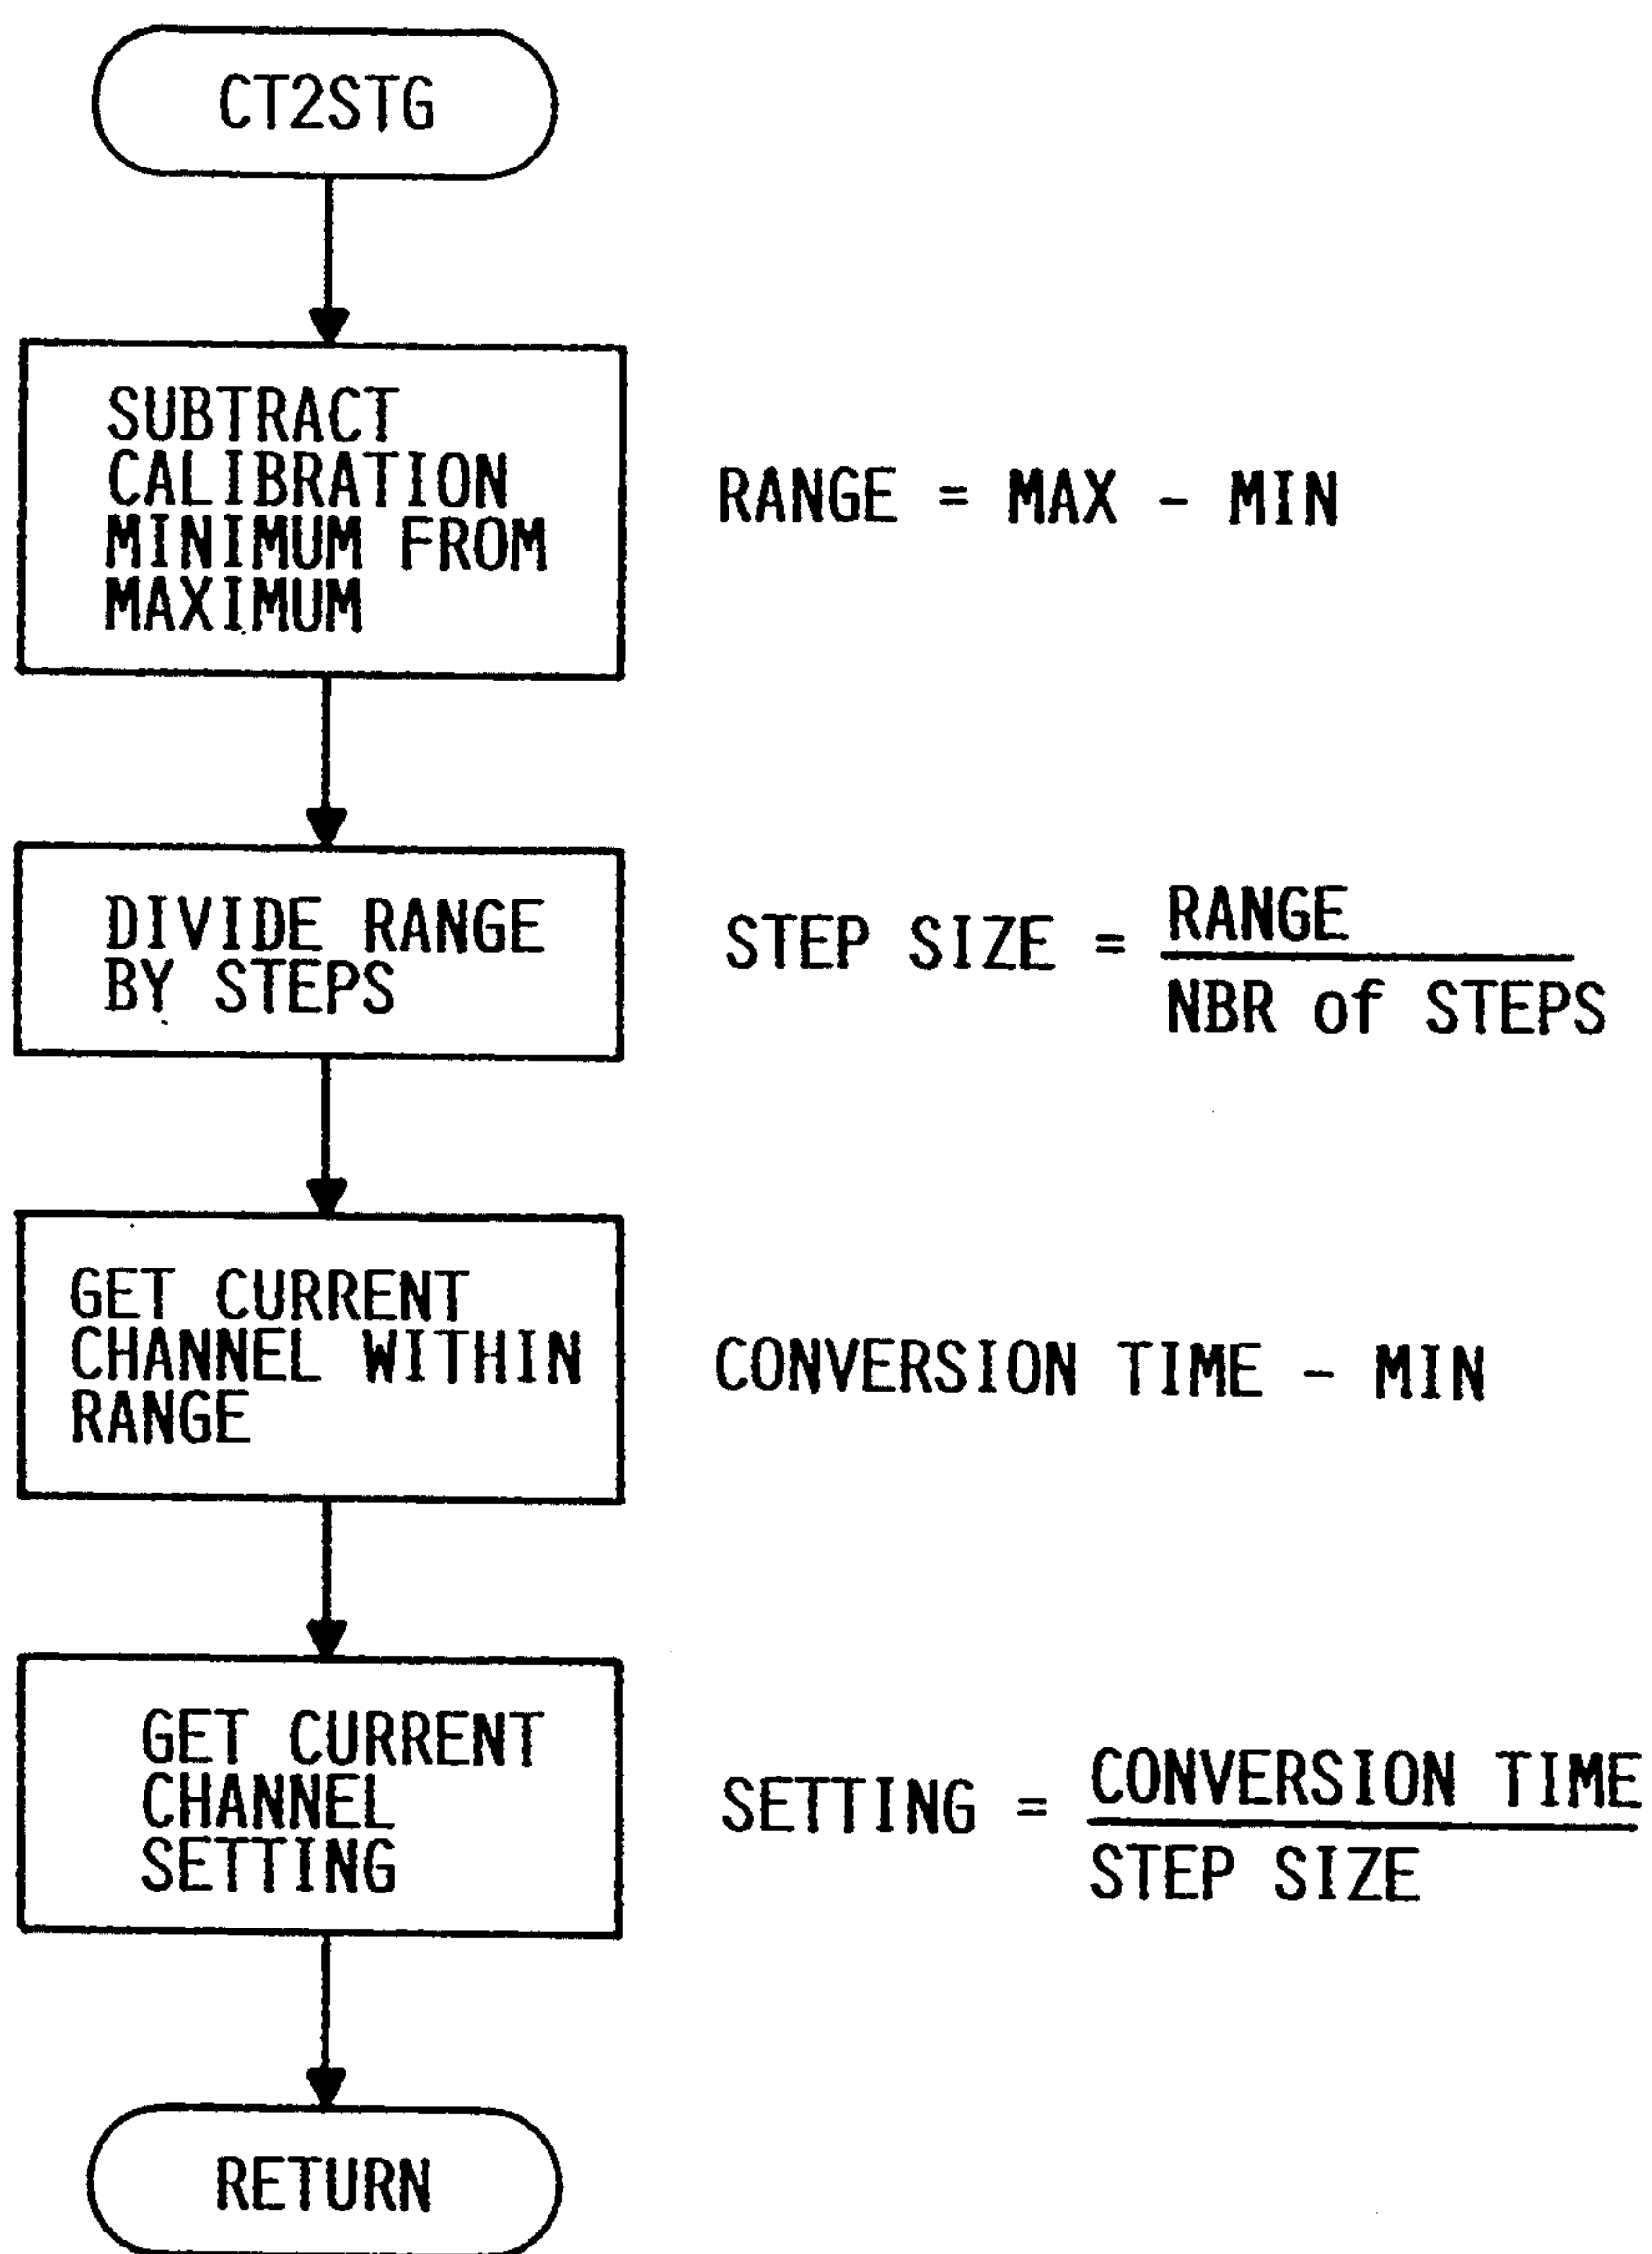 CT2STG
SUBTRACT
CALIBRATION
MINIMUM FROM
MAXIMUM
RANGE = MAX - MIN
DIVIDE RANGE
BY STEPS
STEP SIZE = RANGE
NBR of STEPS
GET CURRENT
CHANNEL WITHIN
RANGE
CONVERSION TIME - MIN
GET CURRENT
CHANNEL
SETTING
SETTING = CONVERSION TIME
STEP SIZE
RETURN